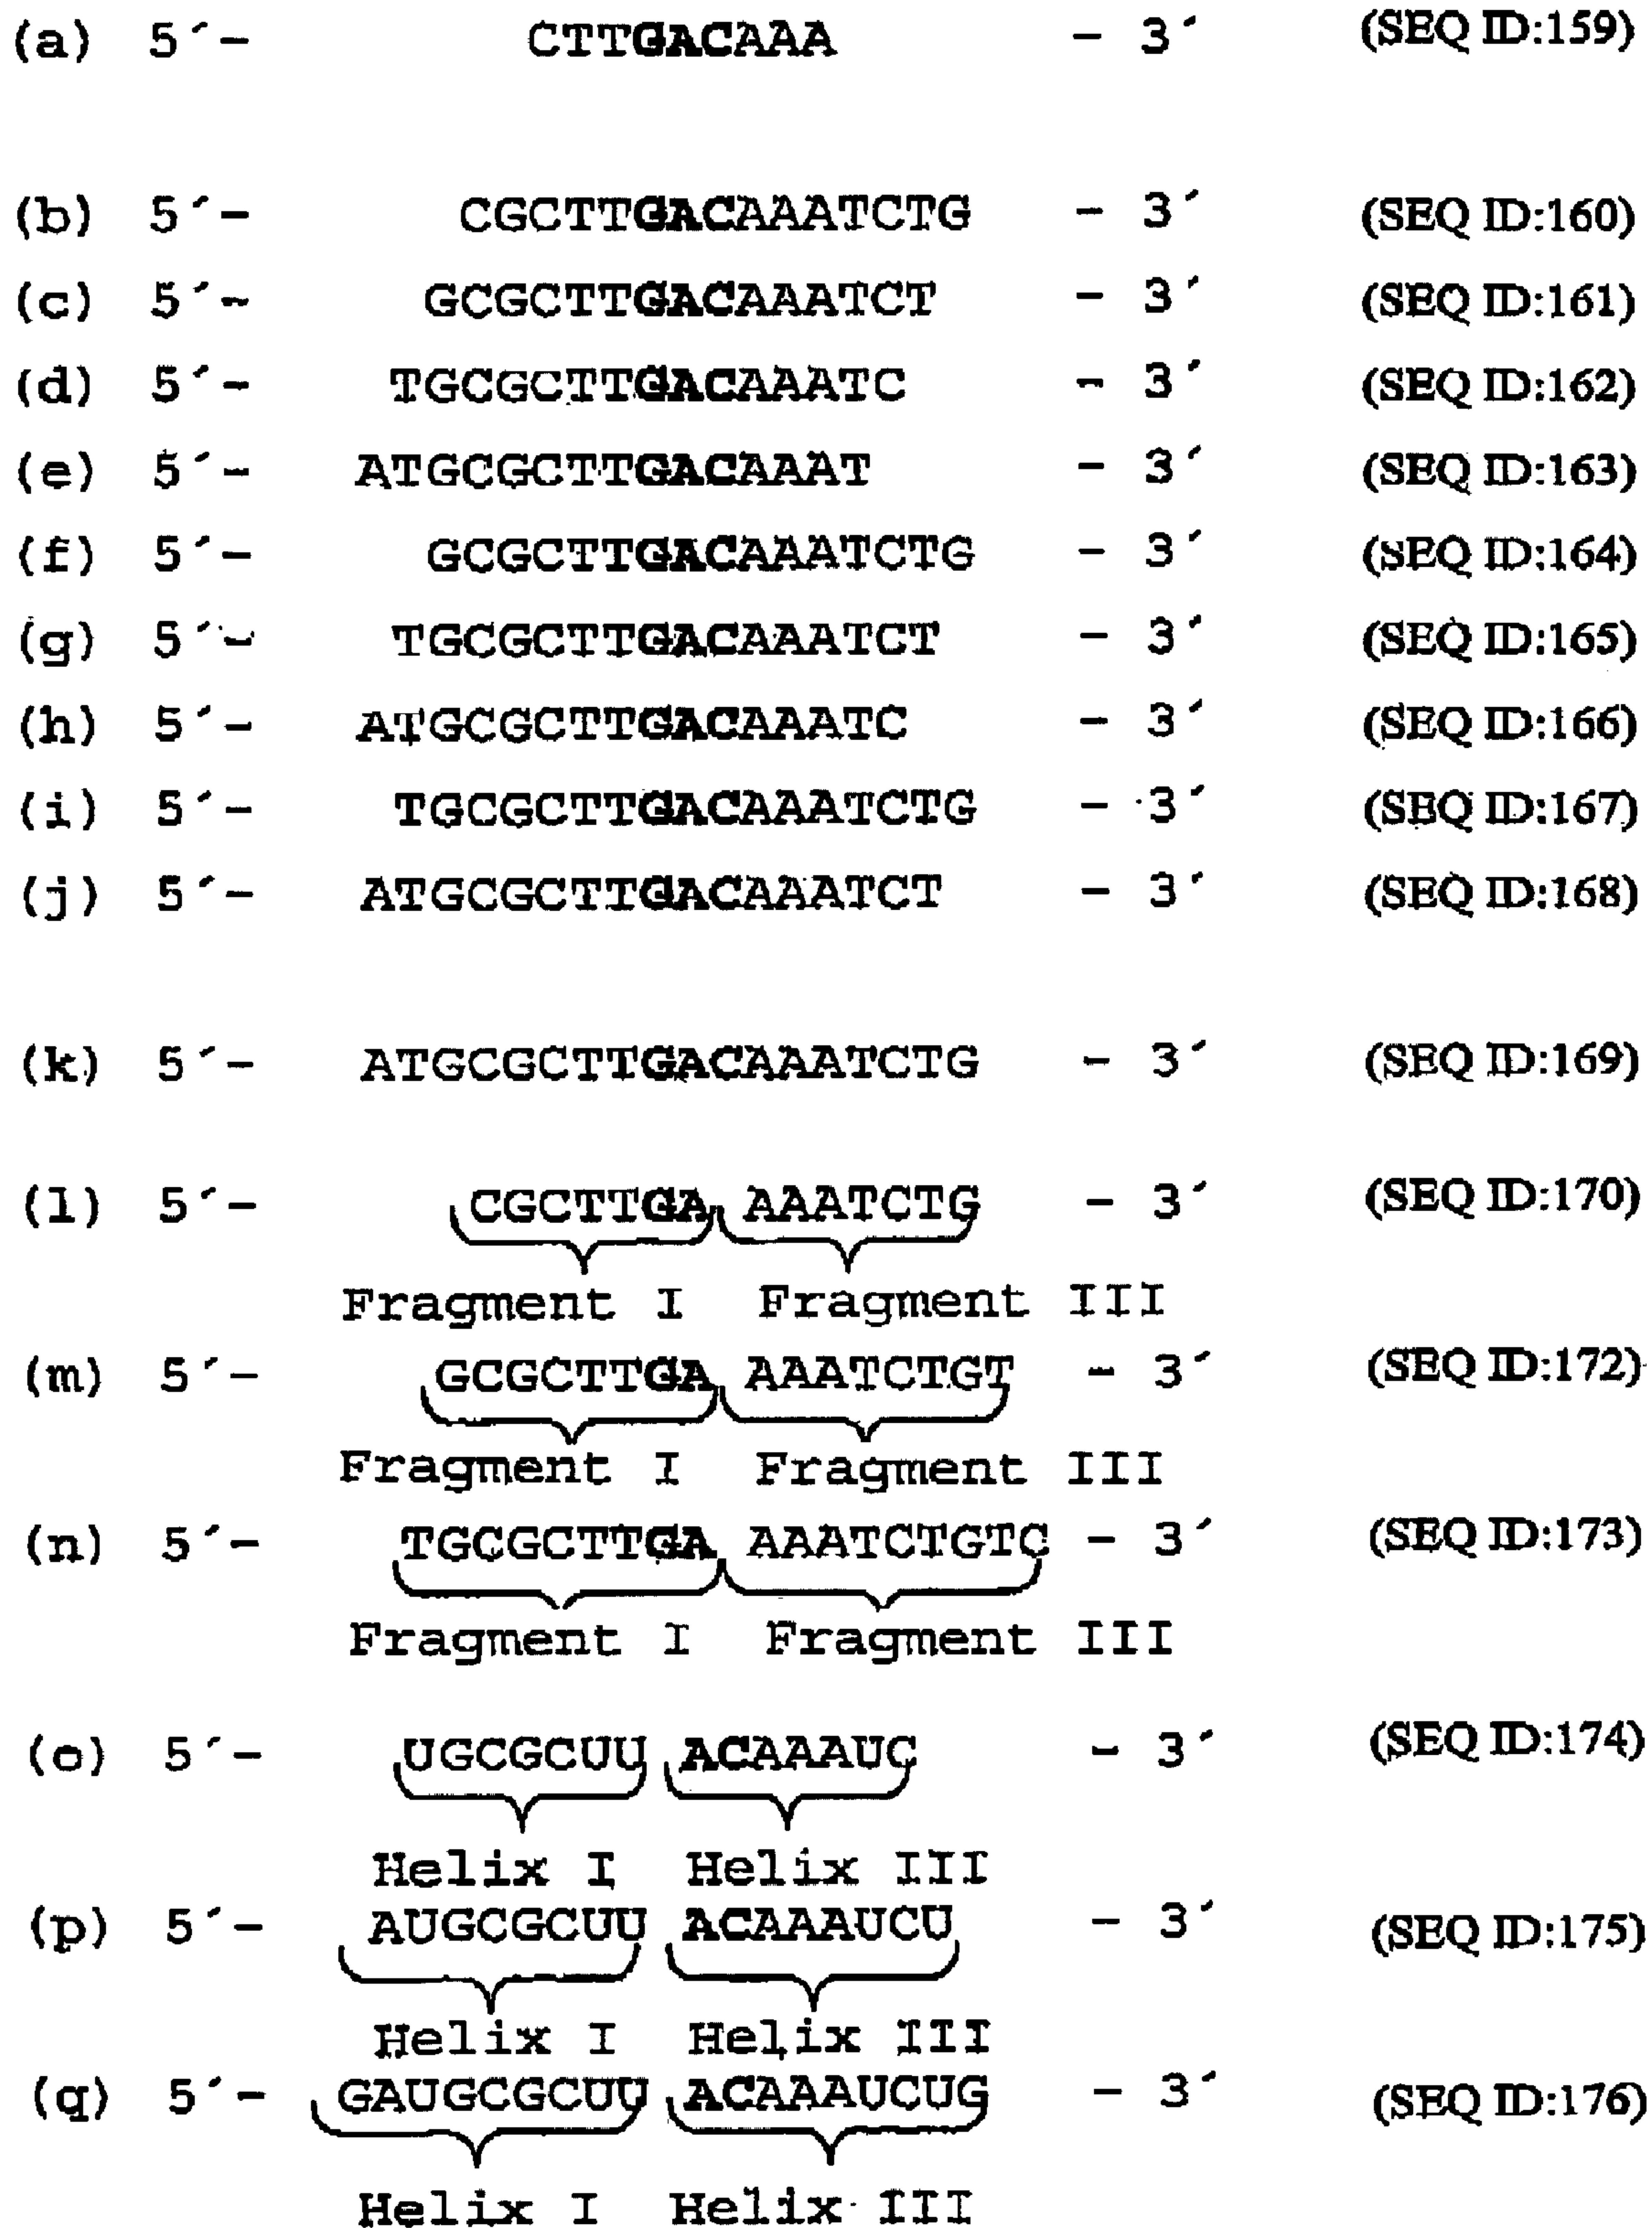 (a) 5´- CTTGACAAA - 3´ (SEQ ID:159)
(b) 5´- CGCTTGACAAATCTG - 3´ (SEQ ID:160)
(c) 5´- GCGCTTGACAAATCT - 3´ (SEQ ID:161)
(d) 5´- TGCGCTTGACAAATC - 3´ (SEQ ID:162)
(e) 5´- ATGCGCTTGACAAAT - 3´ (SEQ ID:163)
(f) 5´- GCGCTTGACAAATCTG - 3´ (SEQ ID:164)
(g) 5´- TGCGCTTGACAAATCT - 3´ (SEQ ID:165)
(h) 5´- ATGCGCTTGACAAATC - 3´ (SEQ ID:166)
(i) 5´- TGCGCTTGACAAATCTG - 3´ (SEQ ID:167)
(j) 5´- ATGCGCTTGACAAATCT - 3´ (SEQ ID:168)
(k) 5´- ATGCGCTTGACAAATCTG - 3´ (SEQ ID:169)
(l) 5´- CGCTTGA AAATCTG - 3´ (SEQ ID:170)
Fragment I Fragment III
(m) 5´- GCGCTTGA AAATCTGT - 3´ (SEQ ID:172)
Fragment I Fragment III
(n) 5´- TGCGCTTGA AAATCTGTC - 3´ (SEQ ID:173)
Fragment I Fragment III
(o) 5´- UGCGCUU ACAAAUC - 3´ (SEQ ID:174)
Helix I Helix III
(p) 5´- AUGCGCUU ACAAAUCU - 3´ (SEQ ID:175)
Helix I Helix III
(q) 5´- GAUGCGCUU ACAAAUCUG - 3´ (SEQ ID:176)
Helix I Helix III